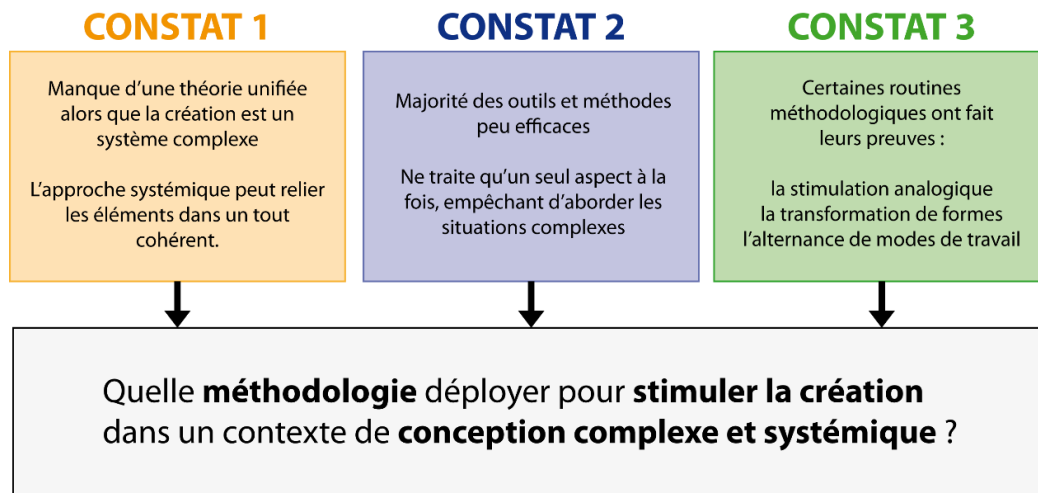 CONSTAT 1
Manque d'une théorie unifiée
alors que la création est un
système complexe
L'approche systémique peut relier
les éléments dans un tout
cohérent.
CONSTAT 2
Majorité des outils et méthodes
peu efficaces
Ne traite qu'un seul aspect à la
fois, empêchant d'aborder les
situations complexes
CONSTAT 3
Certaines routines
méthodologiques ont fait
leurs preuves :
la stimulation analogique
la transformation de formes
l'alternance de modes de travail
Quelle méthodologie déployer pour stimuler la création
dans un contexte de conception complexe et systémique ?